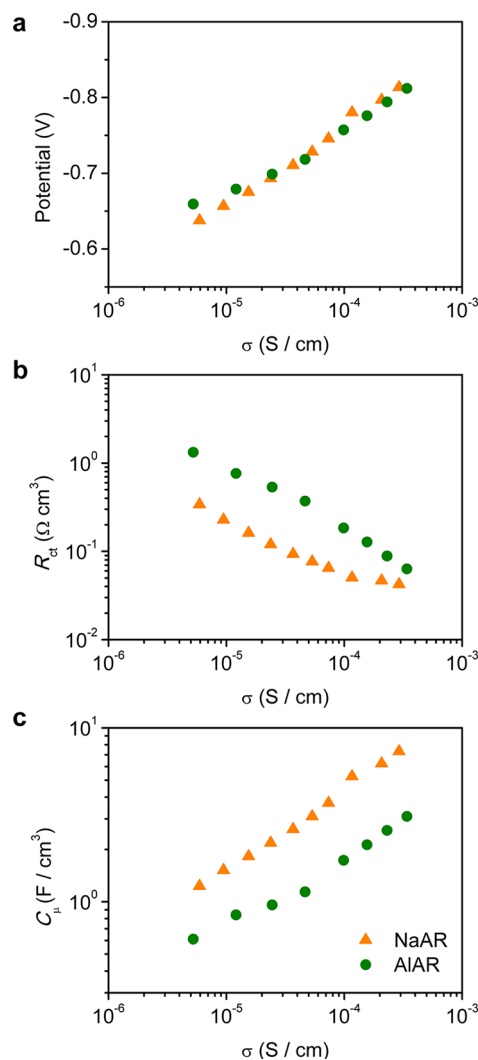 a
-0.9
-0.8
-0.7
-0.6
Potential (V)
10⁻⁶ 10⁻⁵ 10⁻⁴ 10⁻³
σ (S / cm)
b
10¹
10⁰
10⁻¹
10⁻²
R_ct (Ω cm³)
10⁻⁶ 10⁻⁵ 10⁻⁴ 10⁻³
σ (S / cm)
c
10¹
10⁰
C_μ (F / cm³)
NaAR
AlAR
10⁻⁶ 10⁻⁵ 10⁻⁴ 10⁻³
σ (S / cm)